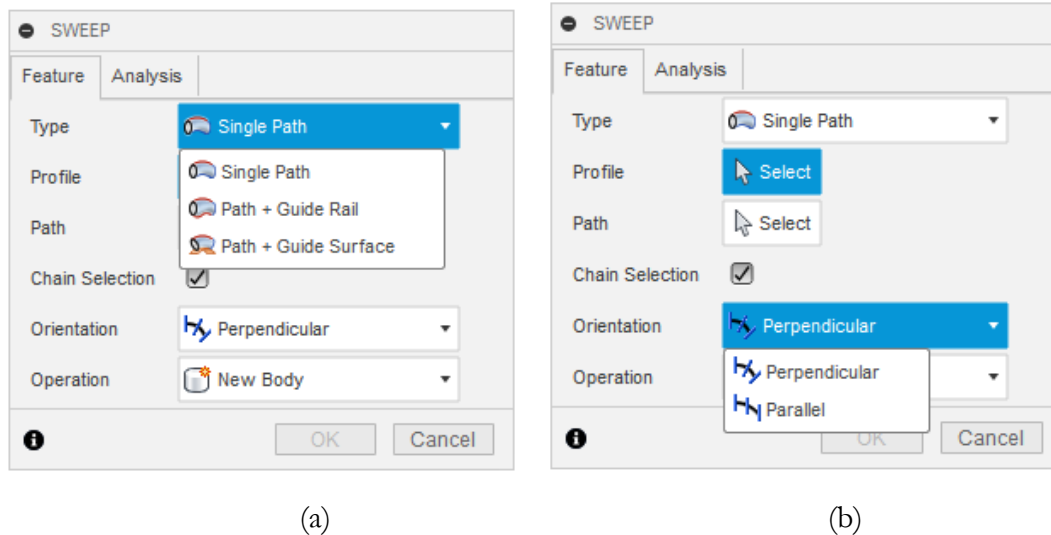 SWEEP
Feature Analysis
Type Single Path
Single Path
Profile
Path + Guide Rail
Path
Path + Guide Surface
Chain Selection
Orientation Perpendicular
Operation New Body
OK Cancel
(a)
SWEEP
Feature Analysis
Type Single Path
Profile Select
Path Select
Chain Selection
Orientation Perpendicular
Perpendicular
Operation
Parallel
OK Cancel
(b)